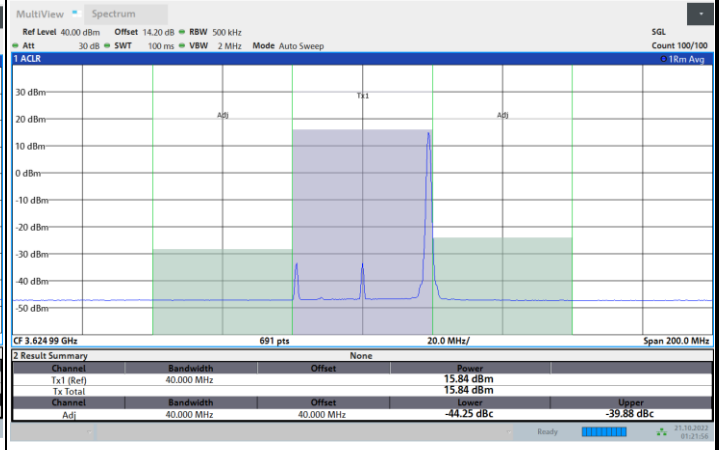 MultiView Spectrum
Ref Level 40.00 dBm Offset 14.20 dB RBW 500 kHz SGL
Att 30 dB SWT 100 ms VBW 2 MHz Mode Auto Sweep Count 100/100
1 ACLR 1Rm Avg
30 dBm
Tx1
20 dBm
Adj Adj
10 dBm
0 dBm
-10 dBm
-20 dBm
-30 dBm
-40 dBm
-50 dBm
CF 3.624 99 GHz 691 pts 20.0 MHz/ Span 200.0 MHz
2 Result Summary None
Channel Bandwidth Offset Power
Tx1 (Ref) 40.000 MHz 15.84 dBm
Tx Total 15.84 dBm
Channel Bandwidth Offset Lower Upper
Adj 40.000 MHz 40.000 MHz -44.25 dBc -39.88 dBc
Ready 21.10.2022
01:21:56